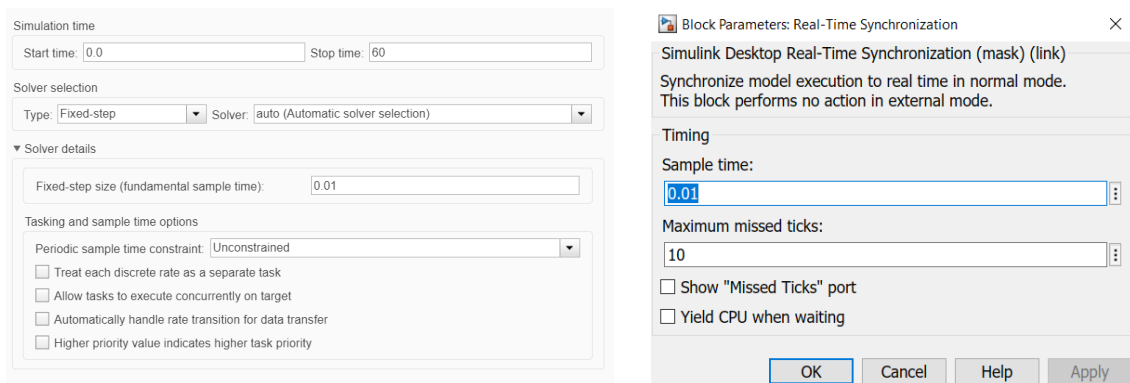 Simulation time
Start time: 0.0 Stop time: 60
Solver selection
Type: Fixed-step Solver: auto (Automatic solver selection)
Solver details
Fixed-step size (fundamental sample time): 0.01
Tasking and sample time options
Periodic sample time constraint: Unconstrained
Treat each discrete rate as a separate task
Allow tasks to execute concurrently on target
Automatically handle rate transition for data transfer
Higher priority value indicates higher task priority
Block Parameters: Real-Time Synchronization
Simulink Desktop Real-Time Synchronization (mask) (link)
Synchronize model execution to real time in normal mode.
This block performs no action in external mode.
Timing
Sample time:
0.01
Maximum missed ticks:
10
Show "Missed Ticks" port
Yield CPU when waiting
OK Cancel Help Apply